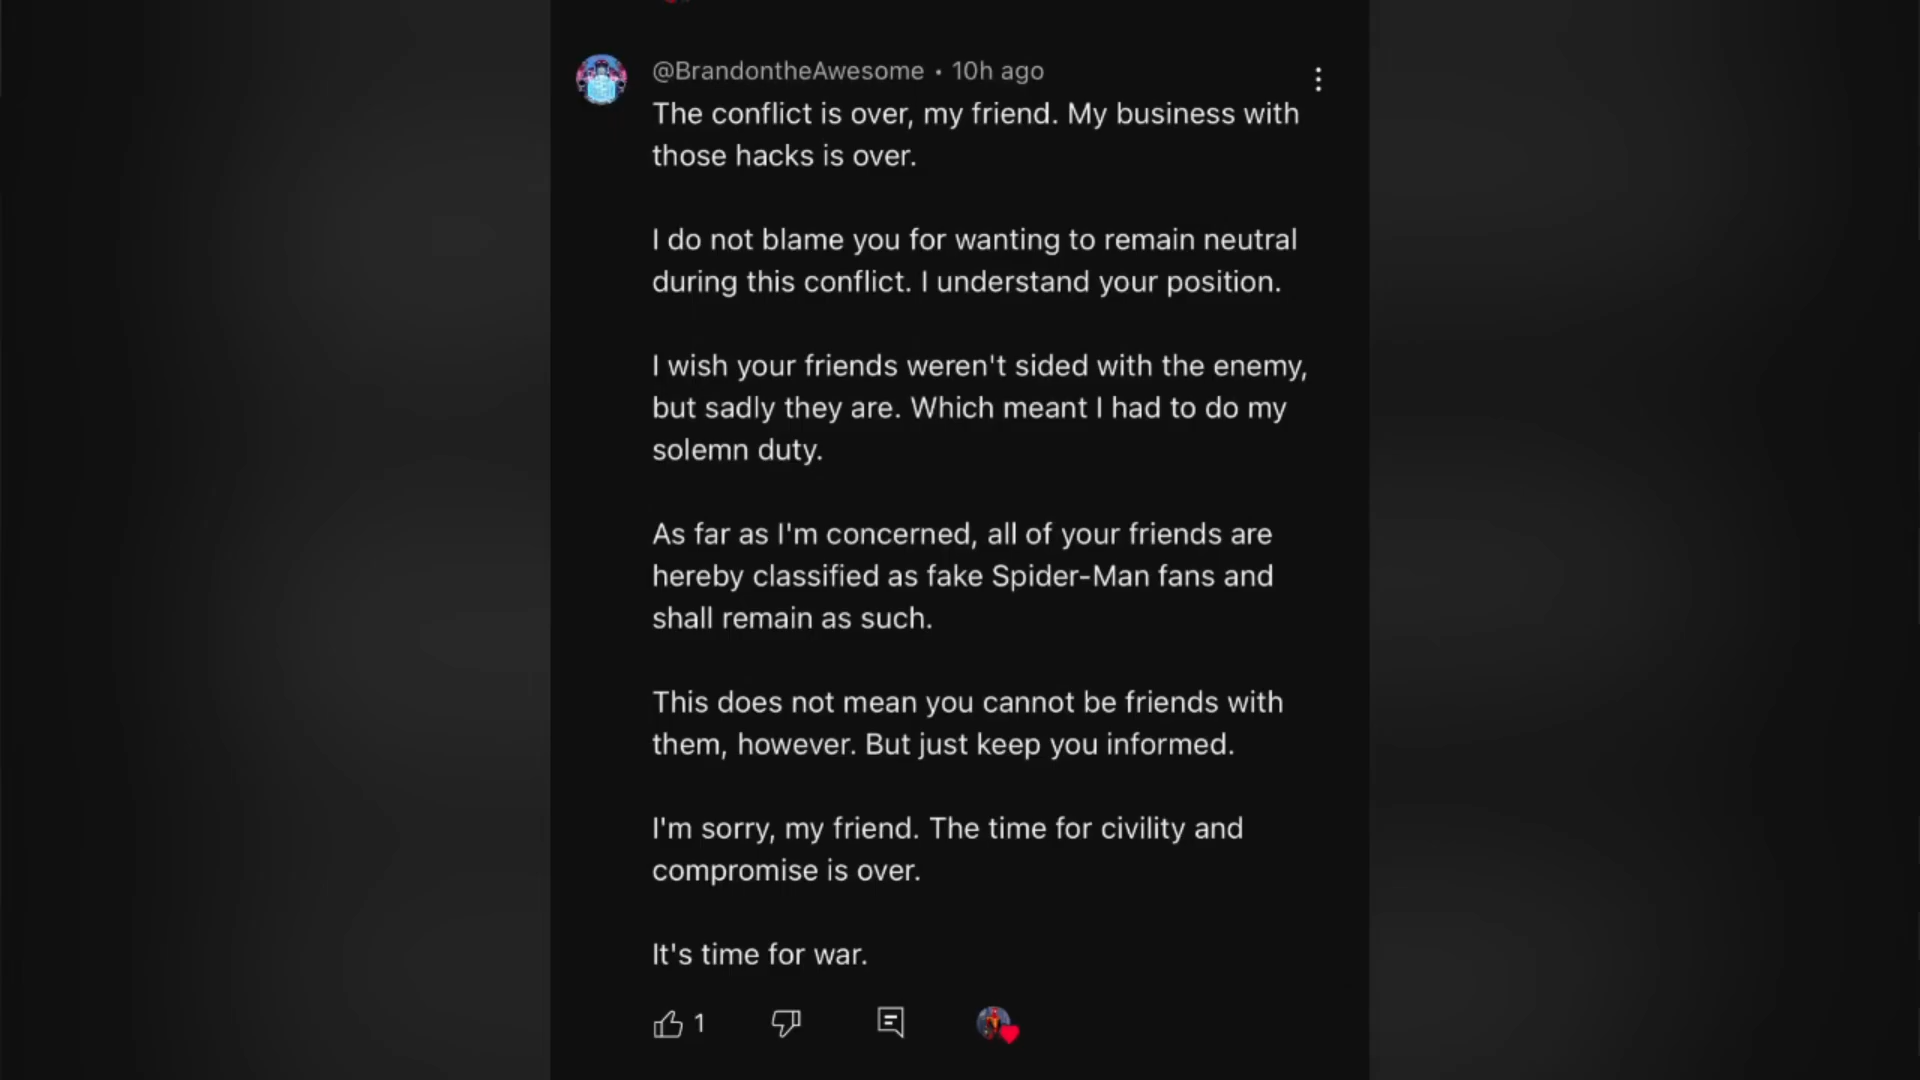 @BrandontheAwesome • 10h ago
The conflict is over, my friend. My business with
those hacks is over.
I do not blame you for wanting to remain neutral
during this conflict. I understand your position.
I wish your friends weren't sided with the enemy,
but sadly they are. Which meant I had to do my
solemn duty.
As far as I'm concerned, all of your friends are
hereby classified as fake Spider-Man fans and
shall remain as such.
This does not mean you cannot be friends with
them, however. But just keep you informed.
I'm sorry, my friend. The time for civility and
compromise is over.
It's time for war.
1